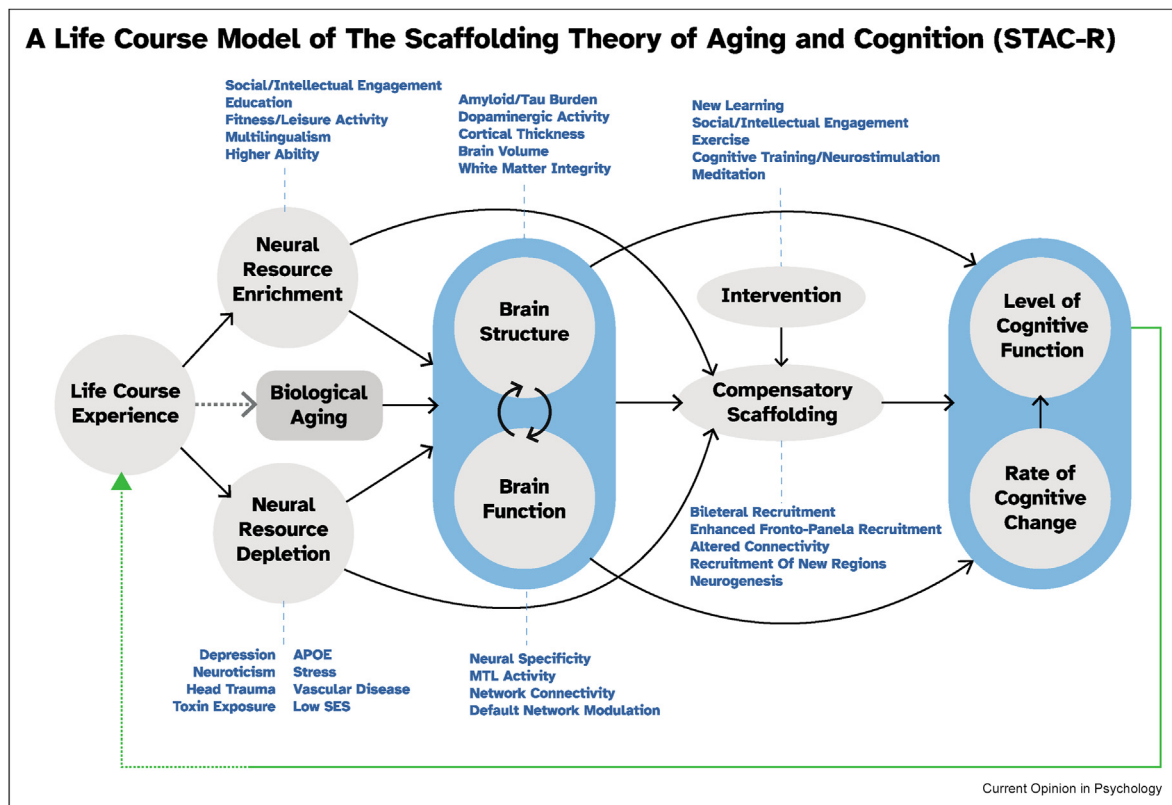 A Life Course Model of The Scaffolding Theory of Aging and Cognition (STAC-R)
Social/Intellectual Engagement
Education
Fitness/Leisure Activity
Multilingualism
Higher Ability
Amyloid/Tau Burden
Dopaminergic Activity
Cortical Thickness
Brain Volume
White Matter Integrity
New Learning
Social/Intellectual Engagement
Exercise
Cognitive Training/Neurostimulation
Meditation
Neural
Resource
Enrichment
Brain
Structure
Intervention
Level of
Cognitive
Function
Life Course
Experience
Biological
Aging
Compensatory
Scaffolding
Neural
Resource
Depletion
Brain
Function
Rate of
Cognitive
Change
Bileteral Recruitment
Enhanced Fronto-Panela Recruitment
Altered Connectivity
Recruitment Of New Regions
Neurogenesis
Depression APOE
Neuroticism Stress
Head Trauma Vascular Disease
Toxin Exposure Low SES
Neural Specificity
MTL Activity
Network Connectivity
Default Network Modulation
Current Opinion in Psychology